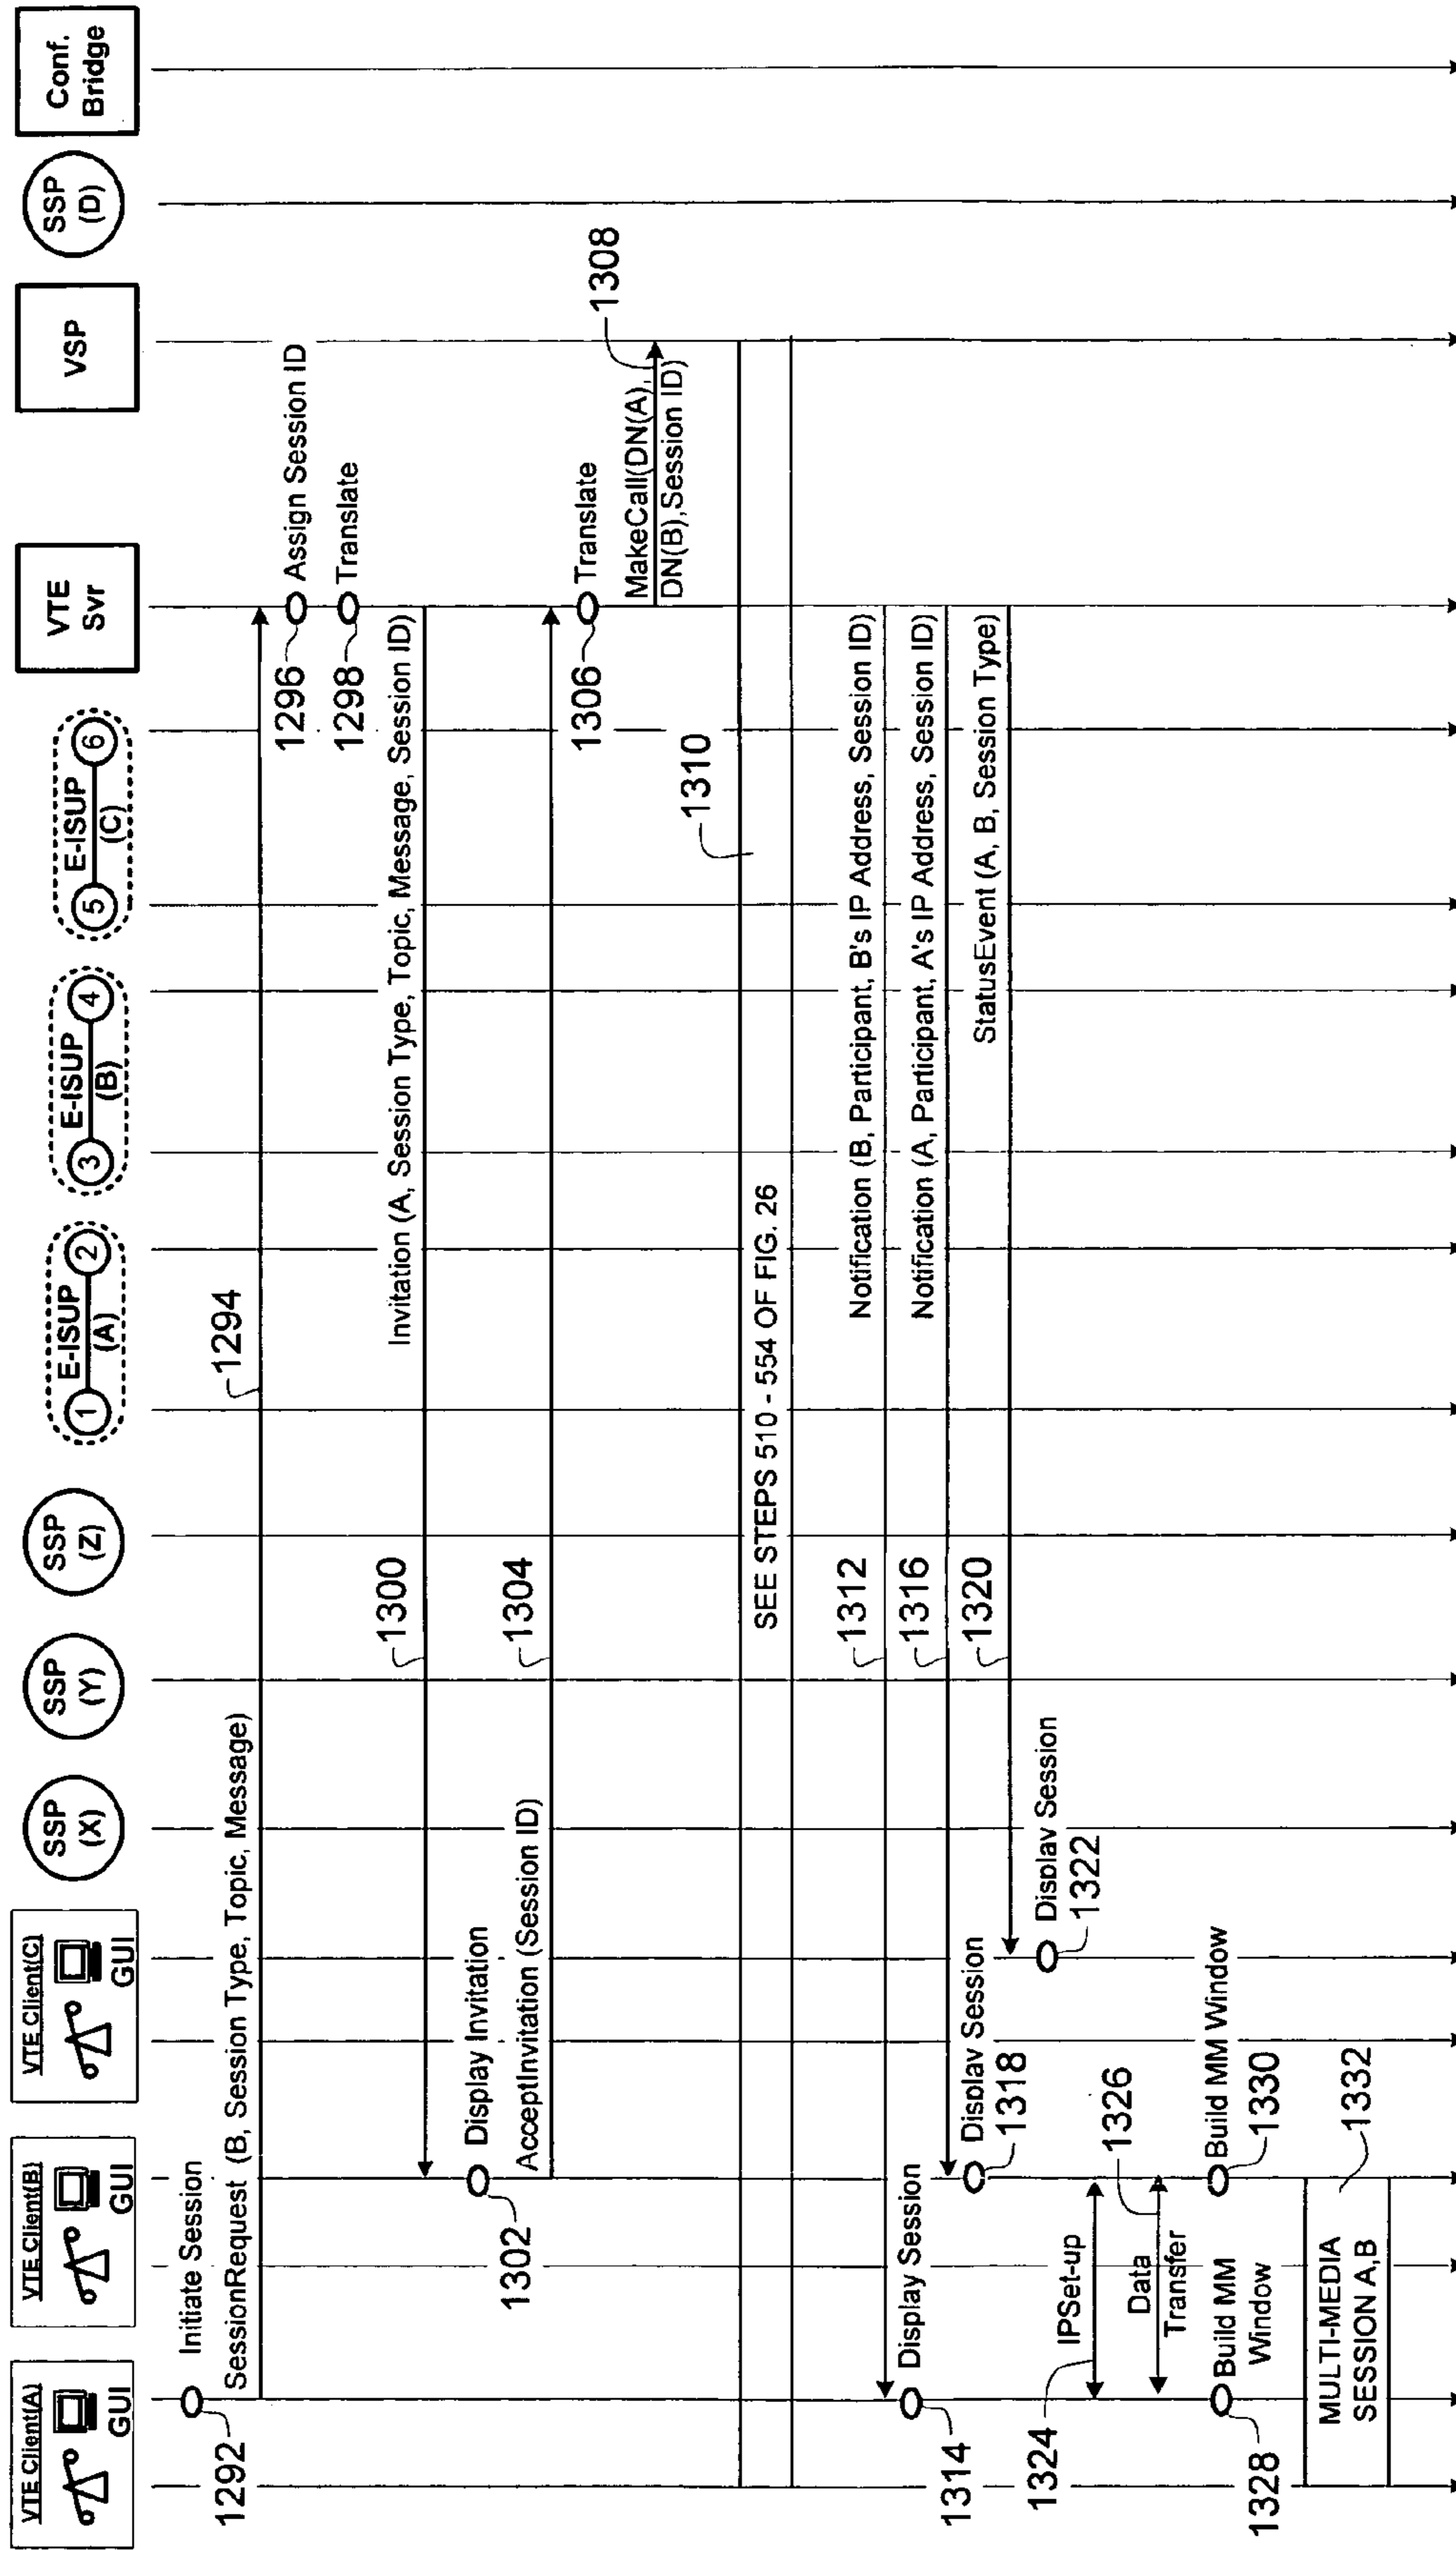 VTE Client(A)
GUI
VTE Client(B)
GUI
VTE Client(C)
GUI
SSP
(X)
SSP
(Y)
SSP
(Z)
1
E-ISUP
(A)
2
3
E-ISUP
(B)
4
5
E-ISUP
(C)
6
VTE
Svr
VSP
SSP
(D)
Conf.
Bridge
Initiate Session
1292
SessionRequest (B, Session Type, Topic, Message)
1294
1296
Assign Session ID
1298
Translate
1300
Invitation (A, Session Type, Topic, Message, Session ID)
Display Invitation
1302
AcceptInvitation (Session ID)
1304
1306
Translate
MakeCall(DN(A),
DN(B),Session ID)
1308
1310
SEE STEPS 510 - 554 OF FIG. 26
1312
Notification (B, Participant, B's IP Address, Session ID)
Display Session
1314
1316
Notification (A, Participant, A's IP Address, Session ID)
Display Session
1318
1320
StatusEvent (A, B, Session Type)
Display Session
1322
IPSet-up
1324
Data
Transfer
1326
Build MM
Window
1328
Build MM Window
1330
MULTI-MEDIA
SESSION A,B
1332